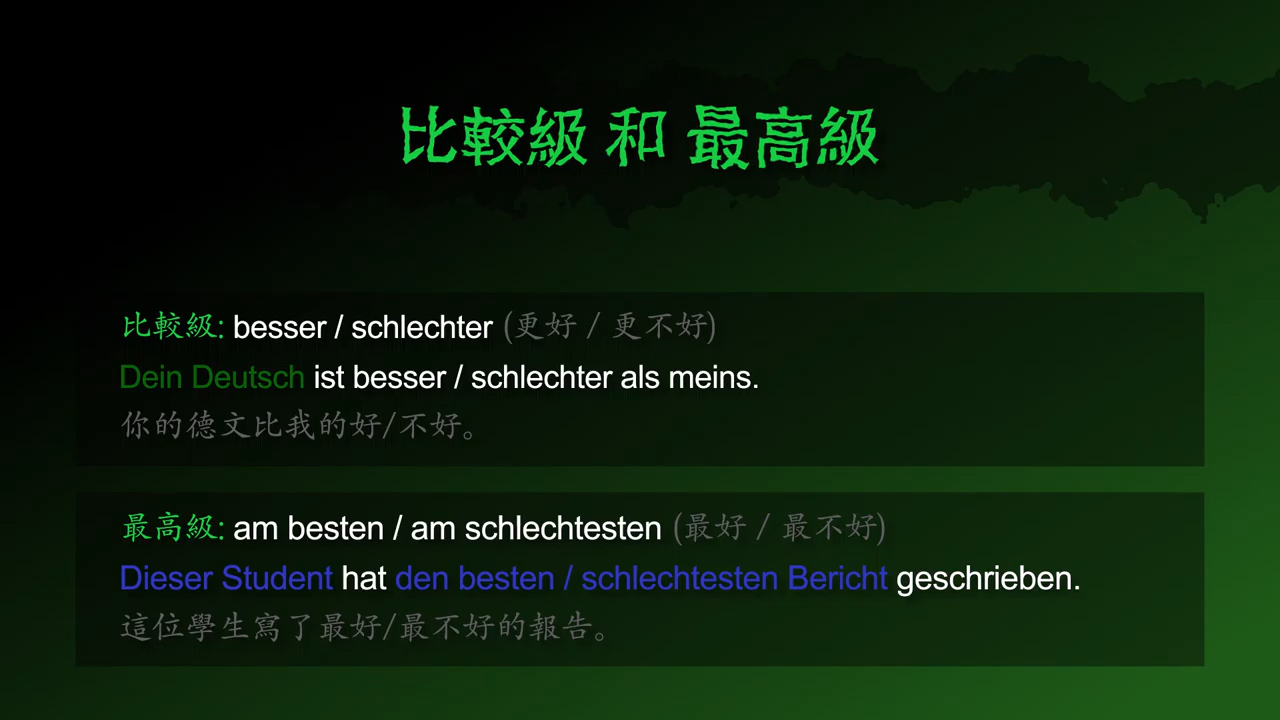 比較級 和 最高級
比較級: besser / schlechter (更好 / 更不好)
Dein Deutsch ist besser / schlechter als meins.
你的德文比我的好/不好。
最高級: am besten / am schlechtesten (最好 / 最不好)
Dieser Student hat den besten / schlechtesten Bericht geschrieben.
這位學生寫了最好/最不好的報告。